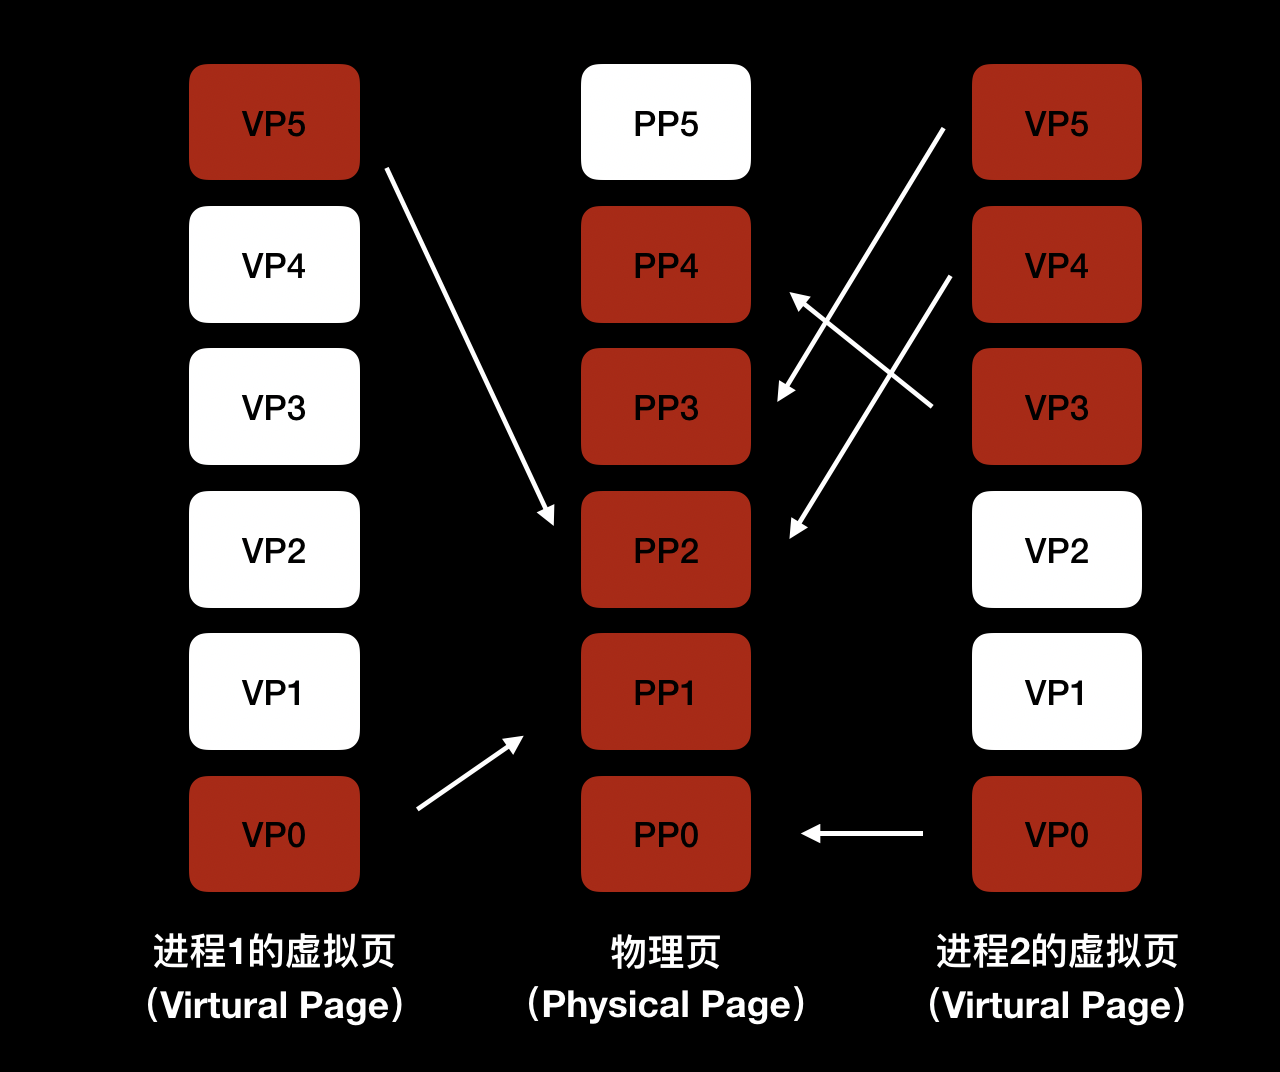 VP5
PP5
VP5
VP4
PP4
VP4
VP3
PP3
VP3
VP2
PP2
VP2
VP1
PP1
VP1
VP0
PP0
VP0
进程1的虚拟页
(Virtural Page)
物理页
(Physical Page)
进程2的虚拟页
(Virtural Page)